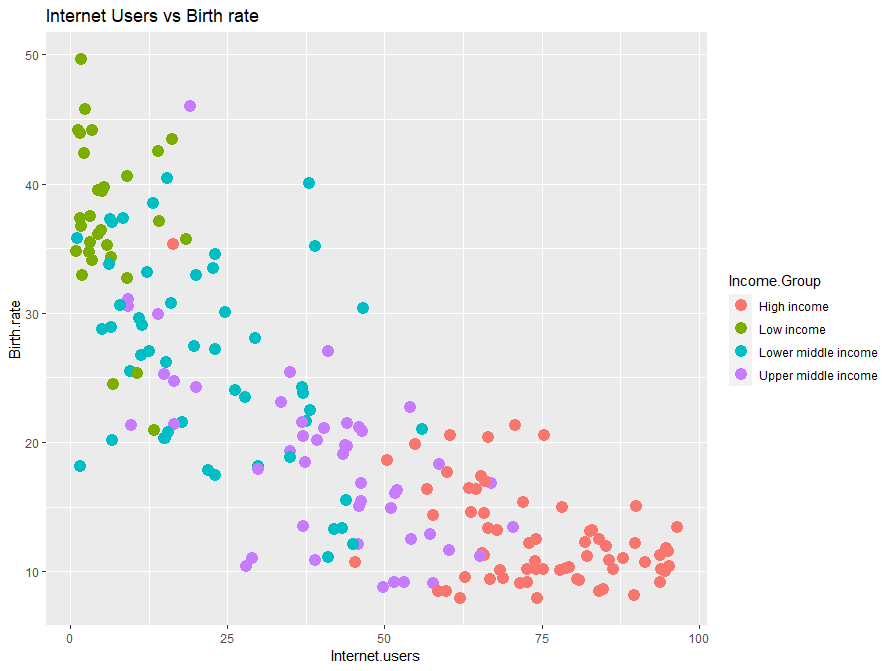 Internet Users vs Birth rate
50
40
30
20
10
Birth.rate
0
25
50
75
100
Internet.users
Income.Group
High income
Low income
Lower middle income
Upper middle income